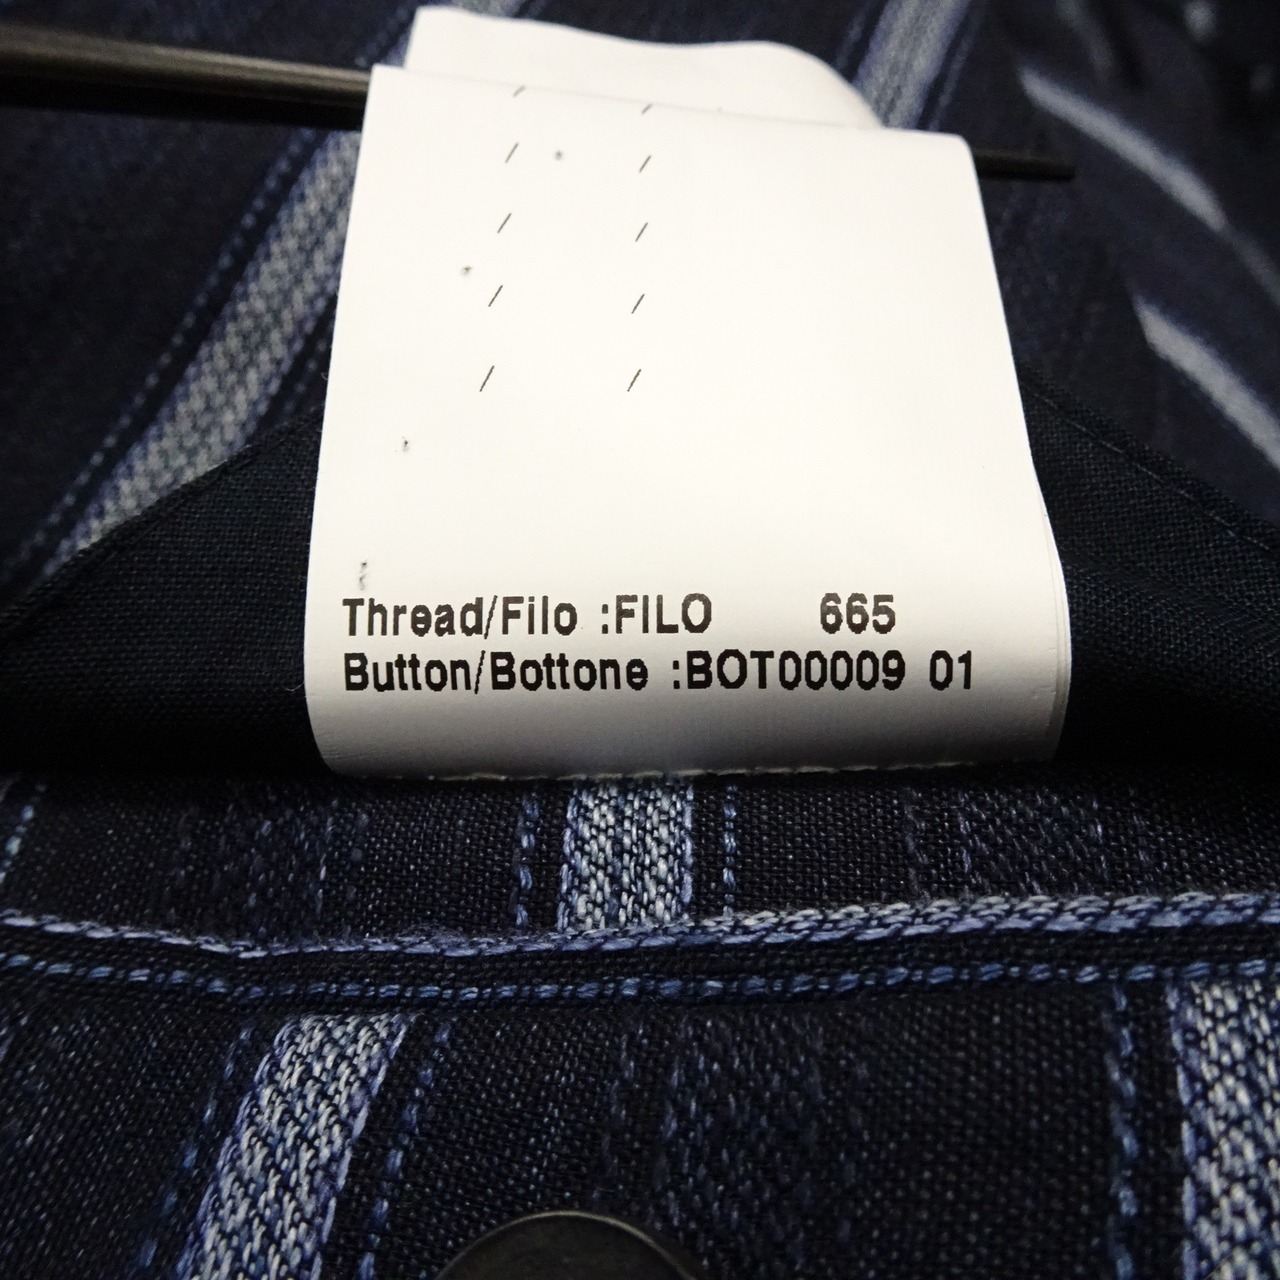 Thread/Filo :FILO 665
Button/Bottone :BOT00009 01